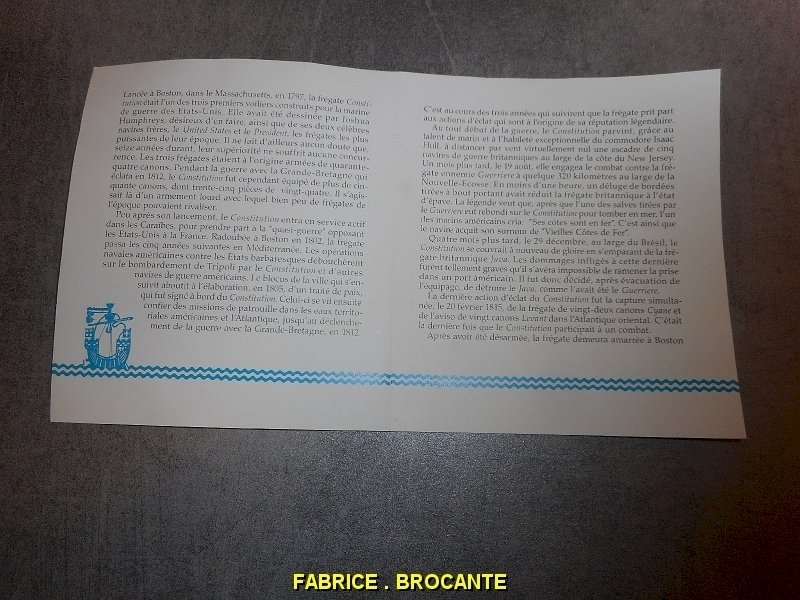 Lancée à Boston, dans le Massachusetts, en 1797, la frégate Consti-
tution était l'un des trois premiers voiliers construits pour la marine
de guerre des Etats-Unis. Elle avait été dessinée par Joshua
Humphreys, désireux d'en faire, ainsi que de ses deux célèbres
navires frères, le United States et le President, les frégates les plus
puissantes de leur époque. Il ne fait d'ailleurs aucun doute que,
seize années durant, leur supériorité ne souffrit aucune concur-
rence. Les trois frégates étaient à l'origine armées de quarante-
quatre canons. Pendant la guerre avec la Grande-Bretagne qui
éclata en 1812, le Constitution fut cependant équipé de plus de cin-
quante canons, dont trente-cinq pièces de vingt-quatre. Il s'agis-
sait là d'un armement lourd avec lequel bien peu de frégates de
l'époque pouvaient rivaliser.
Peu après son lancement, le Constitution entra en service actif
dans les Caraïbes, pour prendre part à la "quasi-guerre" opposant
les Etats-Unis à la France. Radoubée à Boston en 1802, la frégate
passa les cinq années suivantes en Méditerranée. Les opérations
navales américaines contre les Etats barbaresques débouchèrent
sur le bombardement de Tripoli par le Constitution et d'autres
navires de guerre américains. Le blocus de la ville qui s'en-
suivit aboutit à l'élaboration, en 1805, d'un traité de paix,
qui fut signé à bord du Constitution. Celui-ci se vit ensuite
confier des missions de patrouille dans les eaux territo-
riales américaines et l'Atlantique, jusqu'au déclenche-
ment de la guerre avec la Grande-Bretagne, en 1812.
C'est au cours des trois années qui suivirent que la frégate prit part
aux actions d'éclat qui sont à l'origine de sa réputation légendaire.
Au tout début de la guerre, le Constitution parvint, grâce au
talent de marin et à l'habileté exceptionnelle du commodore Isaac
Hull, à distancer par vent virtuellement nul une escadre de cinq
navires de guerre britanniques au large de la côte du New Jersey.
Un mois plus tard, le 19 août, elle engagea le combat contre la fré-
gate ennemie Guerriere à quelque 320 kilomètres au large de la
Nouvelle-Ecosse. En moins d'une heure, un déluge de bordées
tirées à bout portant avait réduit la frégate britannique à l'état
d'épave. La légende veut que, après que l'une des salves tirées par
le Guerriere eut rebondi sur le Constitution pour tomber en mer, l'un
des marins américains cria: "Ses côtes sont en fer". C'est ainsi que
le navire acquit son surnom de "Vieilles Côtes de Fer".
Quatre mois plus tard, le 29 décembre, au large du Brésil, le
Constitution se couvrait à nouveau de gloire en s'emparant de la fré-
gate britannique Java. Les dommages infligés à cette dernière
furent tellement graves qu'il s'avéra impossible de ramener la prise
dans un port américain. Il fut donc décidé, après évacuation de
l'équipage, de détruire le Java, comme l'avait été le Guerriere.
La dernière action d'éclat du Constitution fut la capture simulta-
née, le 20 février 1815, de la frégate de vingt-deux canons Cyane et
de l'aviso de vingt canons Levant dans l'Atlantique oriental. C'était
la dernière fois que le Constitution participait à un combat.
Après avoir été désarmée, la frégate demeura amarrée à Boston
FABRICE . BROCANTE